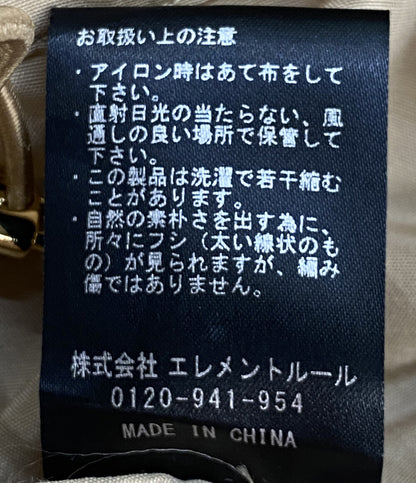 お取扱い上の注意
・アイロン時はあて布をして
下さい。
・直射日光の当たらない、風
通しの良い場所で保管して
下さい。
・この製品は洗濯で若干縮む
ことがあります。
・自然の素朴さを出す為に、
所々にフシ（太い線状のも
の）が見られますが、編み
傷ではありません。
株式会社 エレメントルール
0120-941-954
MADE IN CHINA